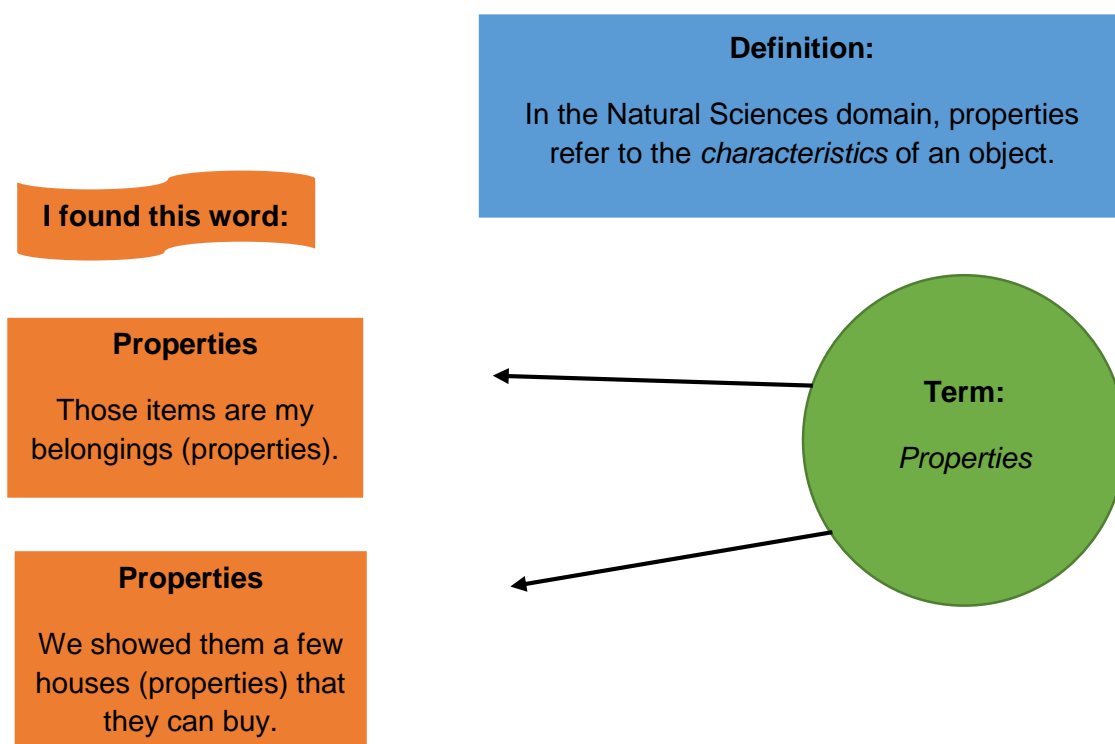 Definition:
In the Natural Sciences domain, properties
refer to the characteristics of an object.
I found this word:
Properties
Those items are my
belongings (properties).
Term:
Properties
Properties
We showed them a few
houses (properties) that
they can buy.